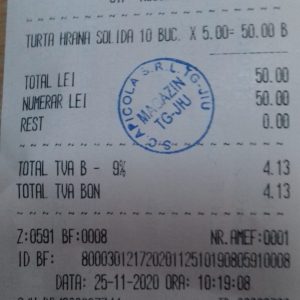 TURTA HRANA SOLIDA 10 BUC. X 5.00= 50.00 B
TOTAL LEI 50.00
NUMERAR LEI 50.00
REST 0.00
S.C. APICOLA S.R.L. TG-JIU
MAGAZIN
TG-JIU
TOTAL TVA B - 9% 4.13
TOTAL TVA BON 4.13
Z:0591 BF:0008 NR.AMEF:0001
ID BF: 80003012172020112510190805910008
DATA: 25-11-2020 ORA: 10:19:08